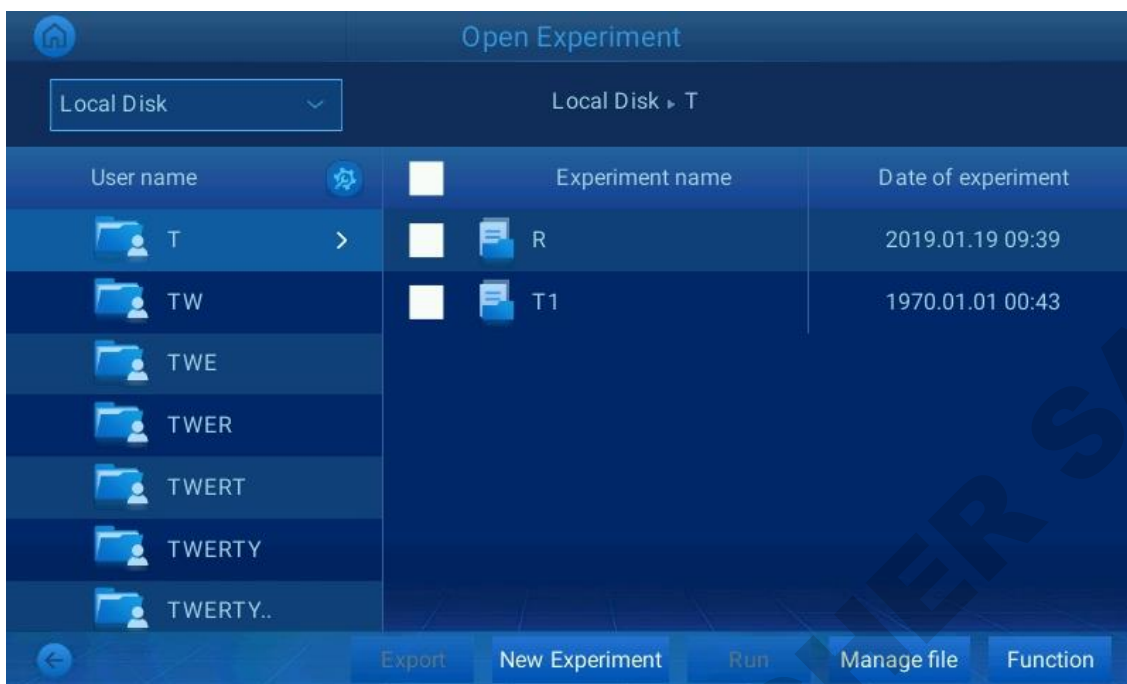 Open Experiment
Local Disk
Local Disk ▸ T
User name
Experiment name
Date of experiment
T
R
2019.01.19 09:39
TW
T1
1970.01.01 00:43
TWE
TWER
TWERT
TWERTY
TWERTY..
Export
New Experiment
Run
Manage file
Function